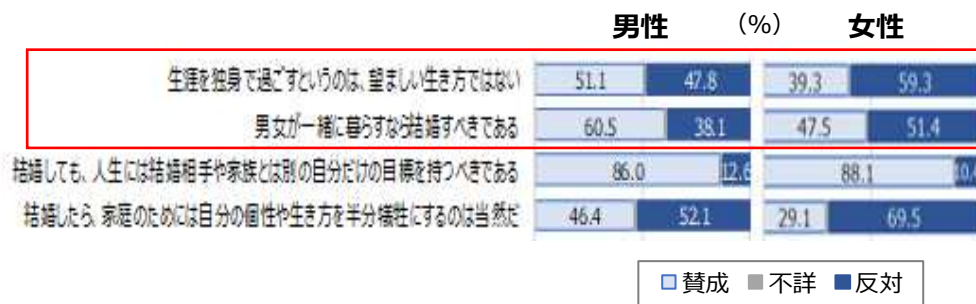 男性 （%） 女性
生涯を独身で過ごすというのは、望ましい生き方ではない 51.1 47.8 39.3 59.3
男女が一緒に暮らすなら結婚すべきである 60.5 38.1 47.5 51.4
結婚しても、人生には結婚相手や家族とは別の自分だけの目標を持つべきである 86.0 12.6 88.1 10.4
結婚したら、家庭のためには自分の個性や生き方を半分犠牲にするのは当然だ 46.4 52.1 29.1 69.5
賛成 不詳 反対